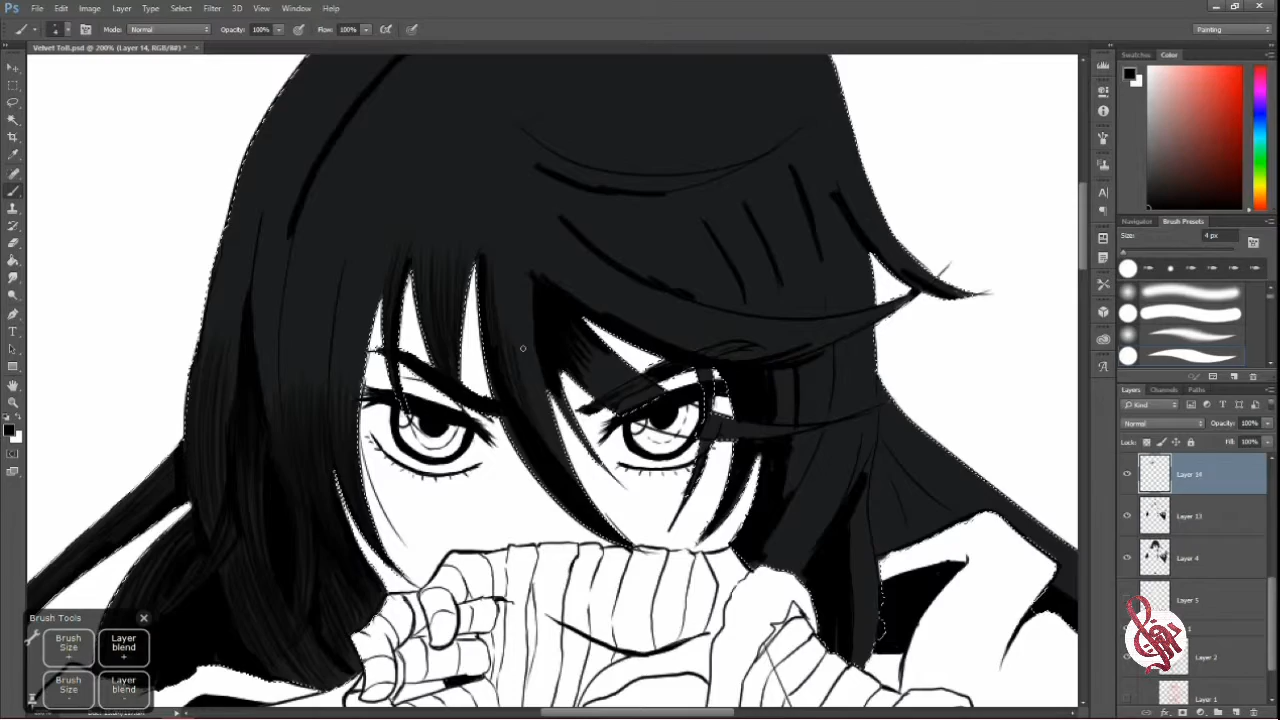 Ps File Edit Image Layer Type Select Filter 3D View Window Help
Mode: Normal Opacity: 100% Flow: 100% Painting
Velvet Toll.psd @ 200% (Layer 14, RGB/8#) * ×
Swatches Color
Navigator Brush Presets
Size: 4 px
Layers Channels Paths
Kind
Normal Opacity: 100%
Lock: Fill: 100%
Layer 14
Layer 13
Layer 4
Layer 5
Layer 2
Layer 1
Brush Tools
Brush Size +
Layer blend +
Brush Size -
Layer blend -